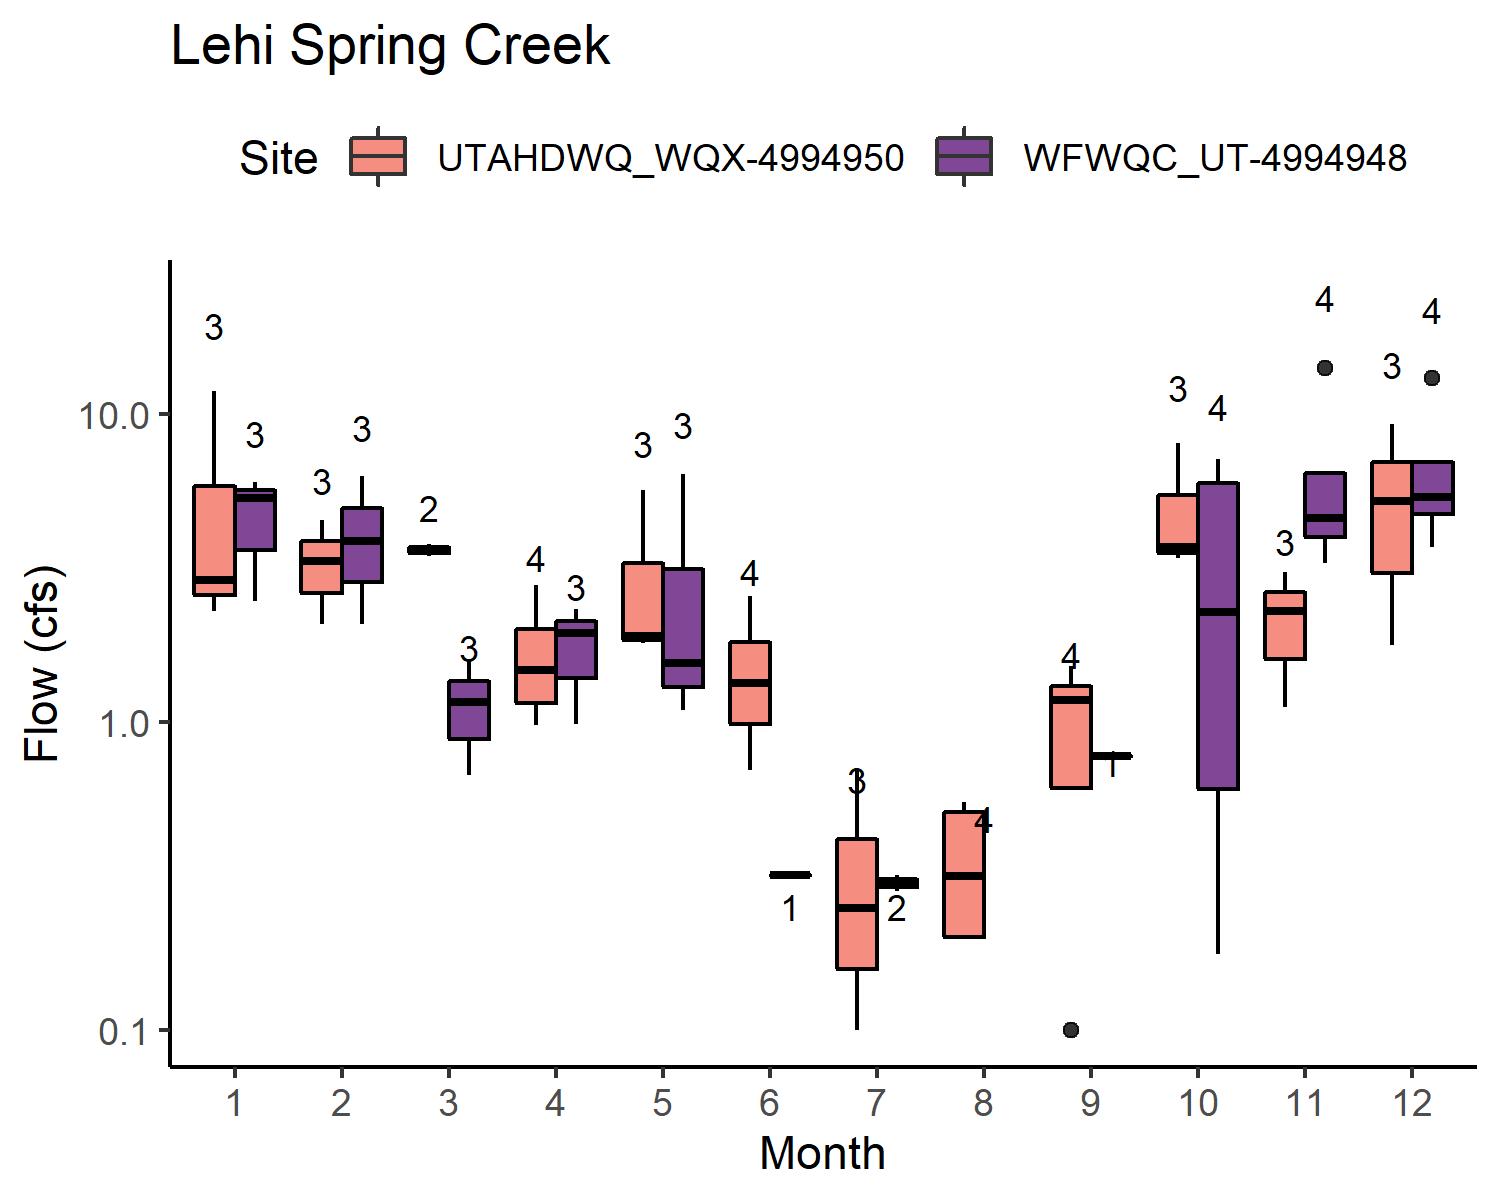 Lehi Spring Creek
Site UTAHDWQ_WQX-4994950 WFWQC_UT-4994948
4 4
3
3 4
3 3 3 3 3
3
2
4 3 4 3
3 4
3
1
4
1 2
10.0
1.0
0.1
Flow (cfs)
1 2 3 4 5 6 7 8 9 10 11 12
Month